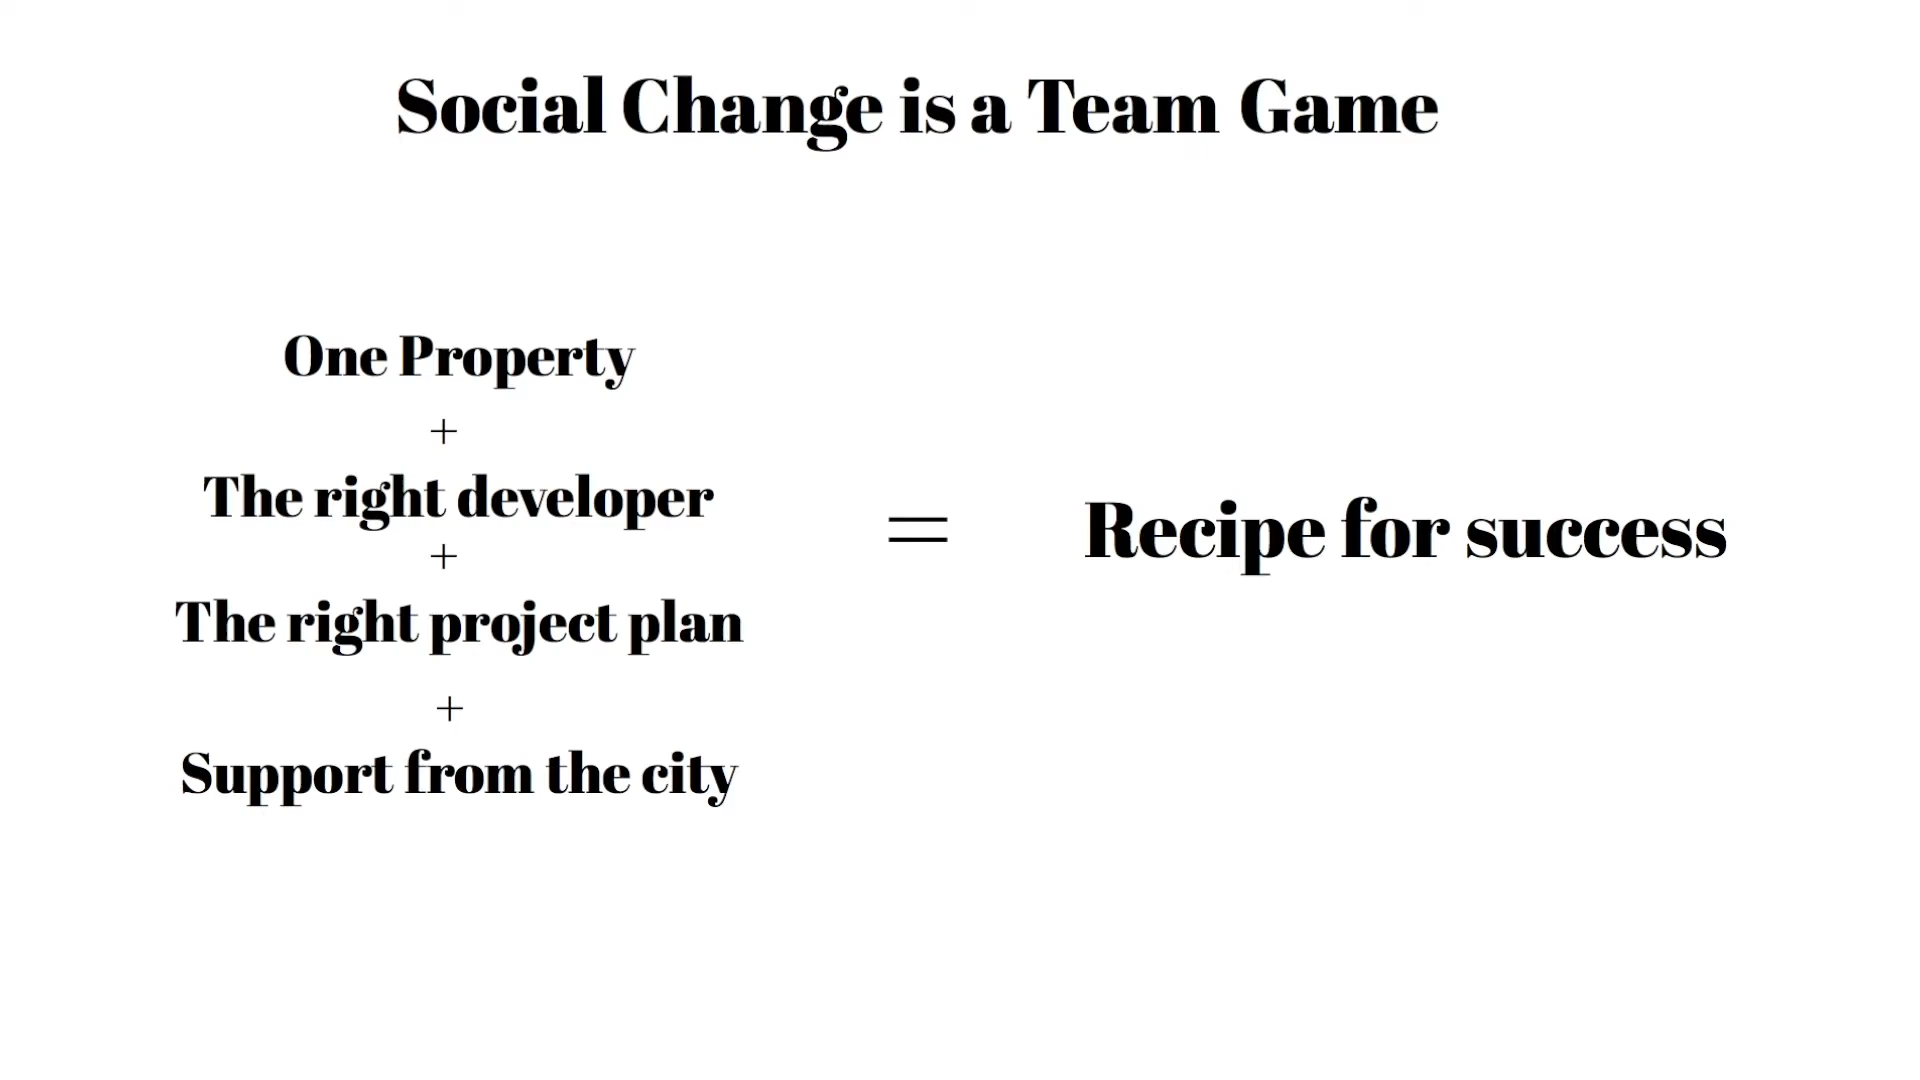 Social Change is a Team Game
One Property
+
The right developer
+
The right project plan
+
Support from the city
=
Recipe for success